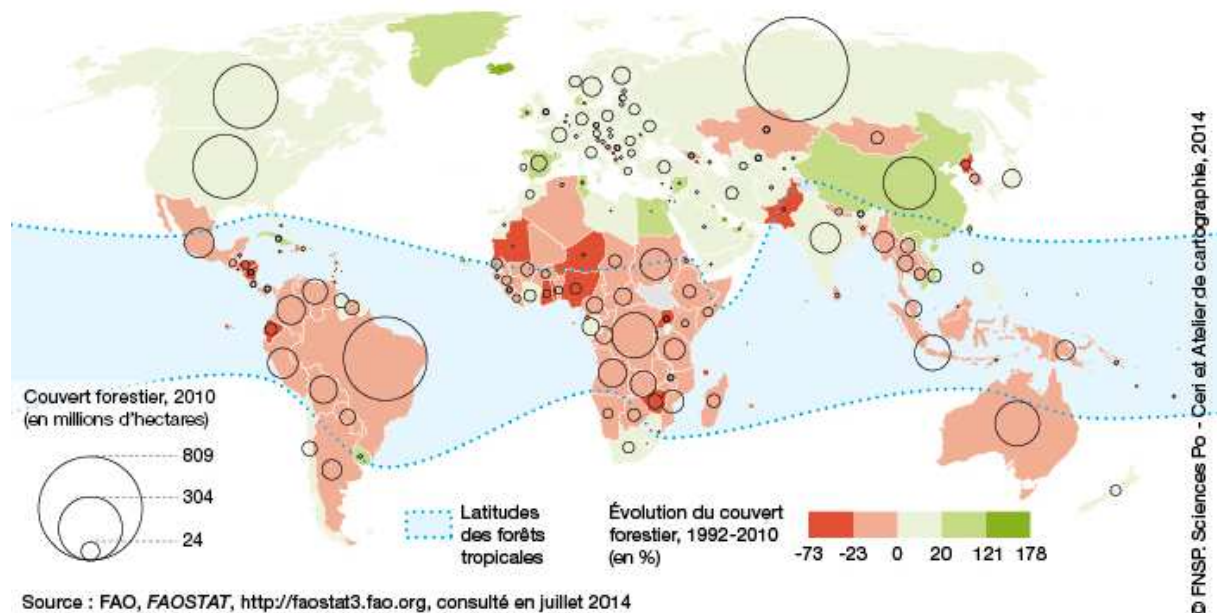 Couvert forestier, 2010
(en millions d'hectares)
809
304
24
Latitudes
des forêts
tropicales
Évolution du couvert
forestier, 1992-2010
(en %)
-73 -23 0 20 121 178
Source : FAO, FAOSTAT, http://faostat3.fao.org, consulté en juillet 2014
© FNSP. Sciences Po - Ceri et Atelier de cartographie, 2014